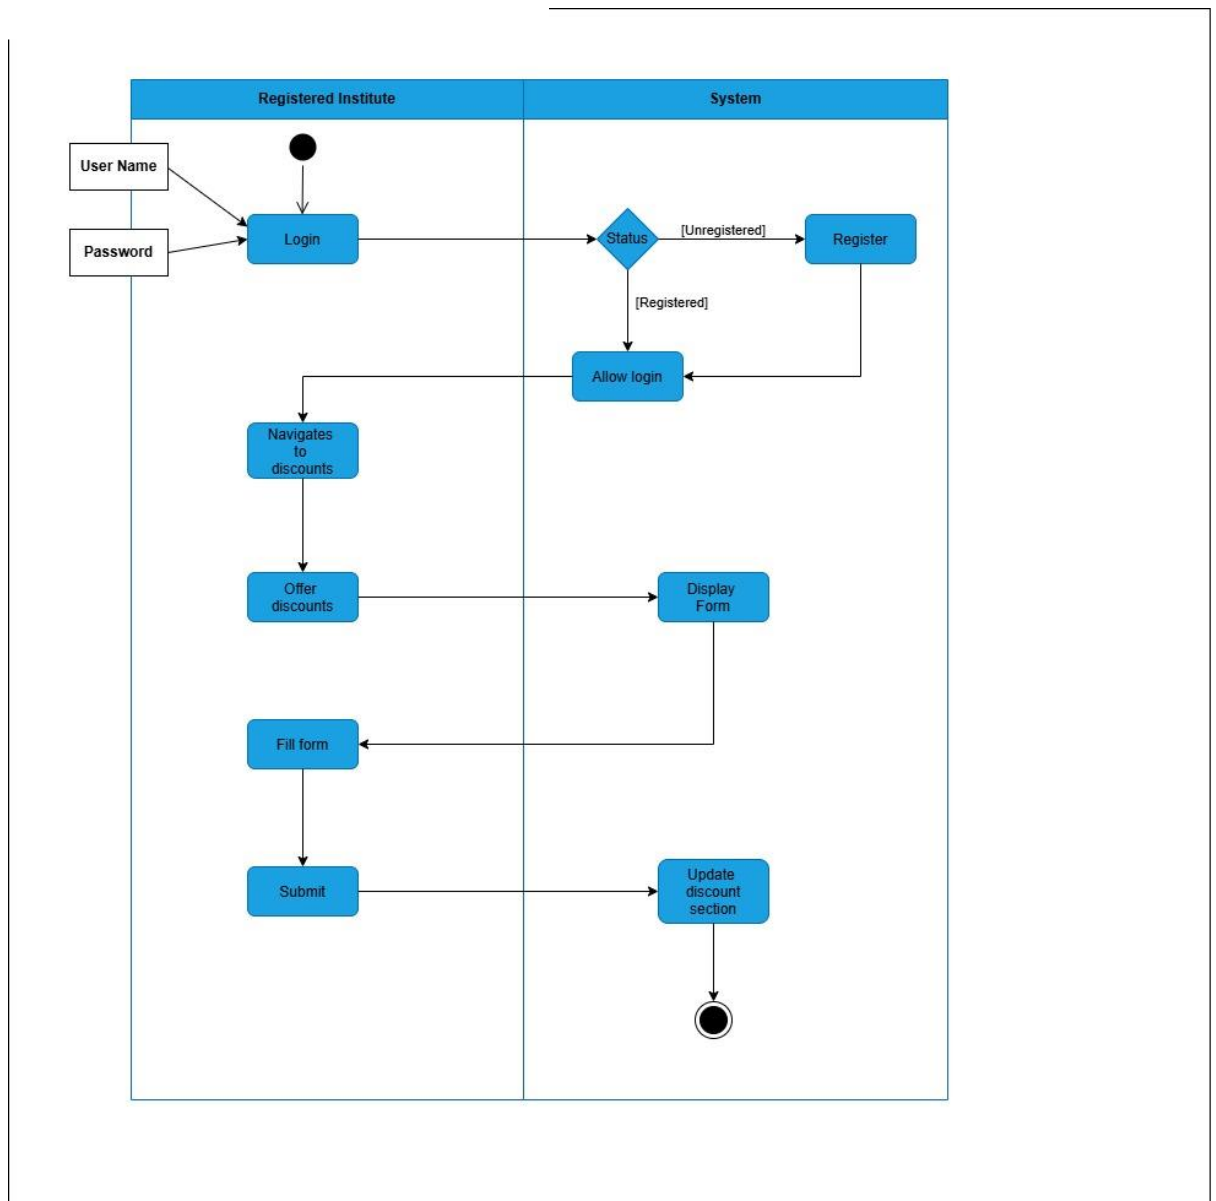 Registered Institute
System
User Name
Password
Login
Status
[Unregistered]
Register
[Registered]
Allow login
Navigates
to
discounts
Offer
discounts
Display
Form
Fill form
Submit
Update
discount
section